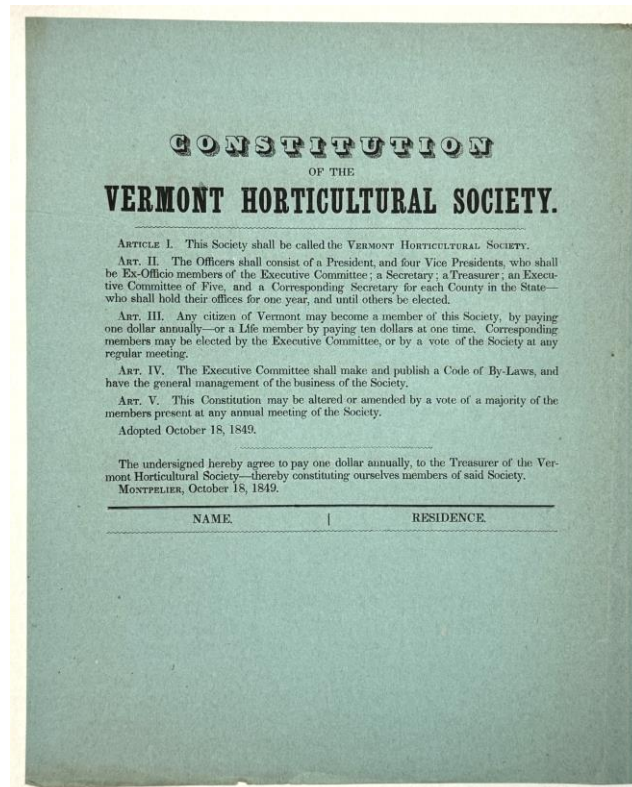 CONSTITUTION
OF THE
VERMONT HORTICULTURAL SOCIETY.
ARTICLE I. This Society shall be called the VERMONT HORTICULTURAL SOCIETY.
ART. II. The Officers shall consist of a President, and four Vice Presidents, who shall
be Ex-Officio members of the Executive Committee; a Secretary; a Treasurer; an Execu-
tive Committee of Five, and a Corresponding Secretary for each County in the State—
who shall hold their offices for one year, and until others be elected.
ART. III. Any citizen of Vermont may become a member of this Society, by paying
one dollar annually—or a Life member by paying ten dollars at one time. Corresponding
members may be elected by the Executive Committee, or by a vote of the Society at any
regular meeting.
ART. IV. The Executive Committee shall make and publish a Code of By-Laws, and
have the general management of the business of the Society.
ART. V. This Constitution may be altered or amended by a vote of a majority of the
members present at any annual meeting of the Society.
Adopted October 18, 1849.
The undersigned hereby agree to pay one dollar annually, to the Treasurer of the Ver-
mont Horticultural Society—thereby constituting ourselves members of said Society.
MONTPELIER, October 18, 1849.
NAME. | RESIDENCE.